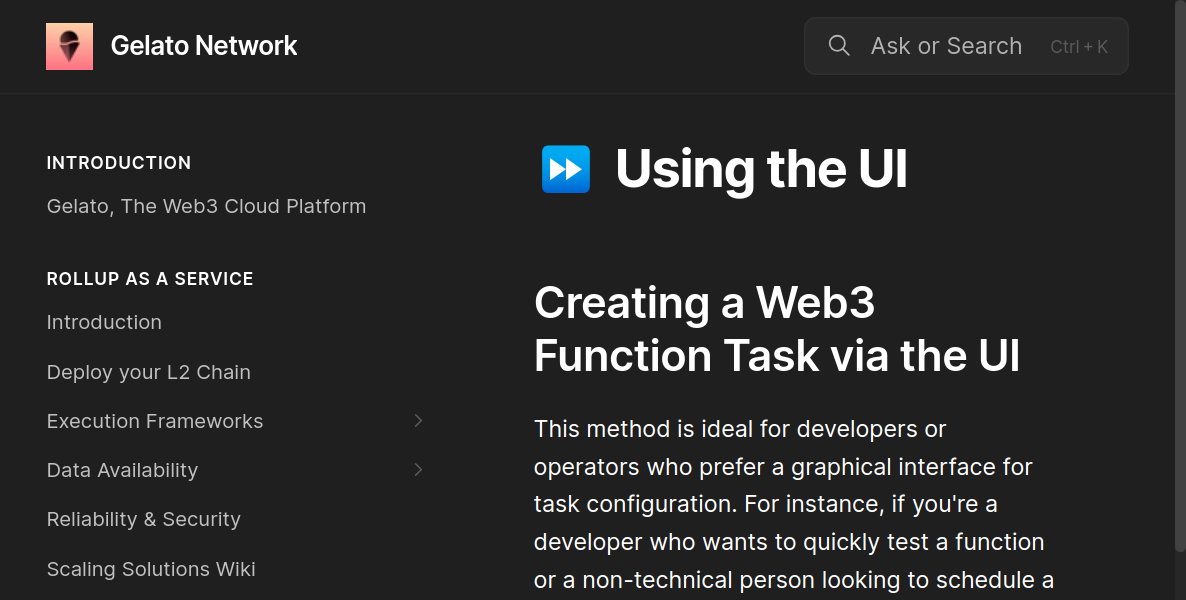 Gelato Network
Ask or Search Ctrl + K
INTRODUCTION
Gelato, The Web3 Cloud Platform
ROLLUP AS A SERVICE
Introduction
Deploy your L2 Chain
Execution Frameworks
Data Availability
Reliability & Security
Scaling Solutions Wiki
Using the UI
Creating a Web3
Function Task via the UI
This method is ideal for developers or
operators who prefer a graphical interface for
task configuration. For instance, if you're a
developer who wants to quickly test a function
or a non-technical person looking to schedule a